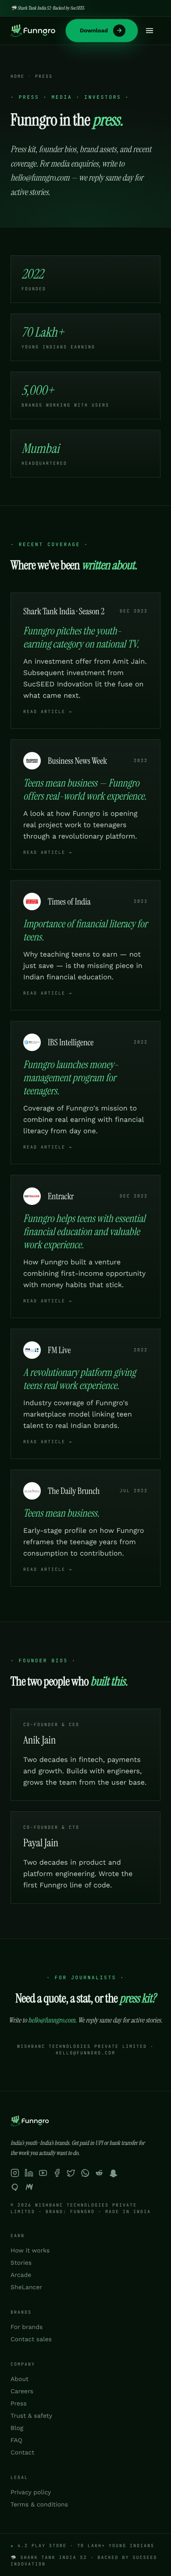 Shark Tank India S2 · Backed by SucSEED
Funngro
Download →
HOME / PRESS
· PRESS · MEDIA · INVESTORS ·
Funngro in the press.
Press kit, founder bios, brand assets, and recent
coverage. For media enquiries, write to
hello@funngro.com — we reply same day for
active stories.
2022
FOUNDED
70 Lakh+
YOUNG INDIANS EARNING
5,000+
BRANDS WORKING WITH USERS
Mumbai
HEADQUARTERED
· RECENT COVERAGE ·
Where we've been written about.
Shark Tank India · Season 2
DEC 2022
Funngro pitches the youth-
earning category on national TV.
An investment offer from Amit Jain.
Subsequent investment from
SucSEED Indovation lit the fuse on
what came next.
READ ARTICLE →
Business News Week
2022
Teens mean business — Funngro
offers real-world work experience.
A look at how Funngro is opening
real project work to teenagers
through a revolutionary platform.
READ ARTICLE →
Times of India
2022
Importance of financial literacy for
teens.
Why teaching teens to earn — not
just save — is the missing piece in
Indian financial education.
READ ARTICLE →
IBS Intelligence
2022
Funngro launches money-
management program for
teenagers.
Coverage of Funngro's mission to
combine real earning with financial
literacy from day one.
READ ARTICLE →
Entrackr
DEC 2022
Funngro helps teens with essential
financial education and valuable
work experience.
How Funngro built a venture
combining first-income opportunity
with money habits that stick.
READ ARTICLE →
FM Live
2022
A revolutionary platform giving
teens real work experience.
Industry coverage of Funngro's
marketplace model linking teen
talent to real Indian brands.
READ ARTICLE →
The Daily Brunch
JUL 2022
Teens mean business.
Early-stage profile on how Funngro
reframes the teenage years from
consumption to contribution.
READ ARTICLE →
· FOUNDER BIOS ·
The two people who built this.
CO-FOUNDER & CEO
Anik Jain
Two decades in fintech, payments
and growth. Builds with engineers,
grows the team from the user base.
CO-FOUNDER & CTO
Payal Jain
Two decades in product and
platform engineering. Wrote the
first Funngro line of code.
· FOR JOURNALISTS ·
Need a quote, a stat, or the press kit?
Write to hello@funngro.com. We reply same day for active stories.
WISHBANC TECHNOLOGIES PRIVATE LIMITED ·
HELLO@FUNNGRO.COM
Funngro
India's youth · India's brands. Get paid in UPI or bank transfer for
the work you actually want to do.
© 2026 WISHBANC TECHNOLOGIES PRIVATE
LIMITED · BRAND: FUNNGRO · MADE IN INDIA
EARN
How it works
Stories
Arcade
SheLancer
BRANDS
For brands
Contact sales
COMPANY
About
Careers
Press
Trust & safety
Blog
FAQ
Contact
LEGAL
Privacy policy
Terms & conditions
★ 4.2 PLAY STORE · 70 LAKH+ YOUNG INDIANS
SHARK TANK INDIA S2 · BACKED BY SUCSEED
INDOVATION